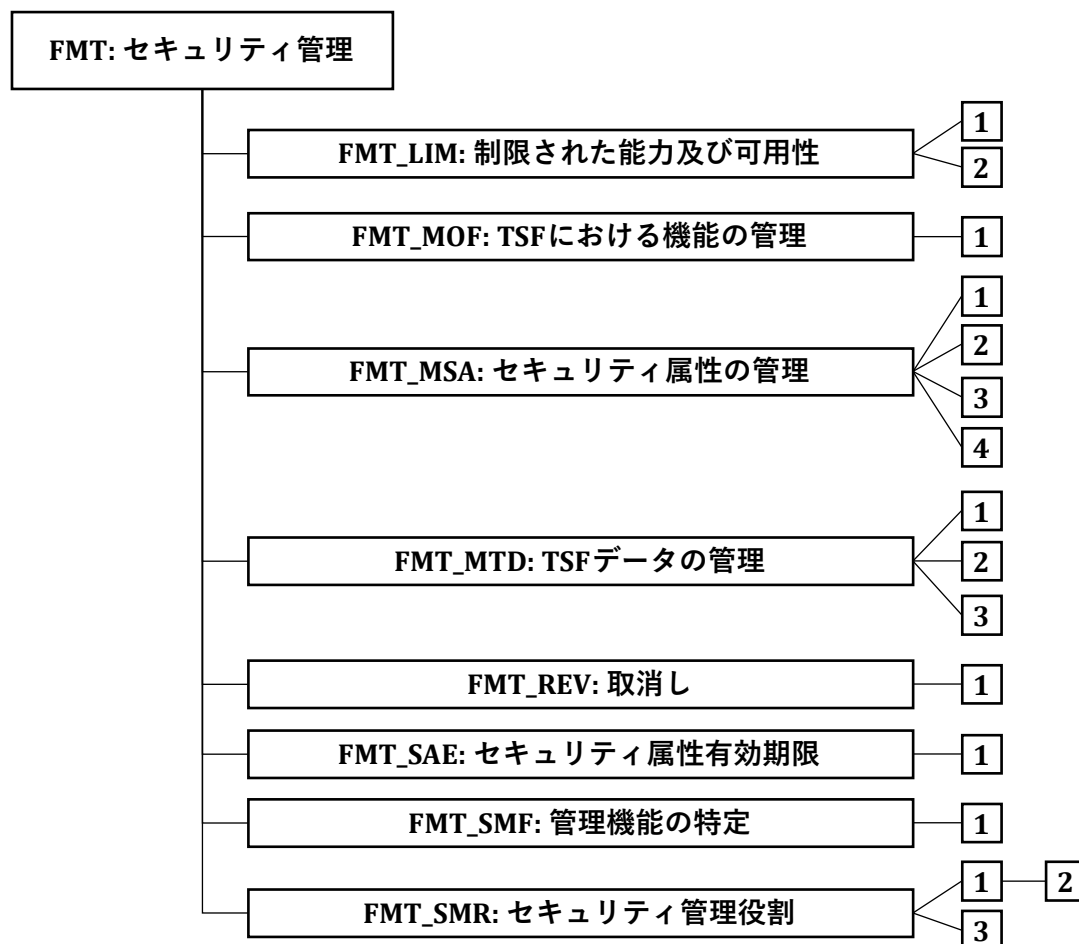 FMT: セキュリティ管理
FMT_LIM: 制限された能力及び可用性
1
2
FMT_MOF: TSFにおける機能の管理
1
FMT_MSA: セキュリティ属性の管理
1
2
3
4
FMT_MTD: TSFデータの管理
1
2
3
FMT_REV: 取消し
1
FMT_SAE: セキュリティ属性有効期限
1
FMT_SMF: 管理機能の特定
1
FMT_SMR: セキュリティ管理役割
1
2
3